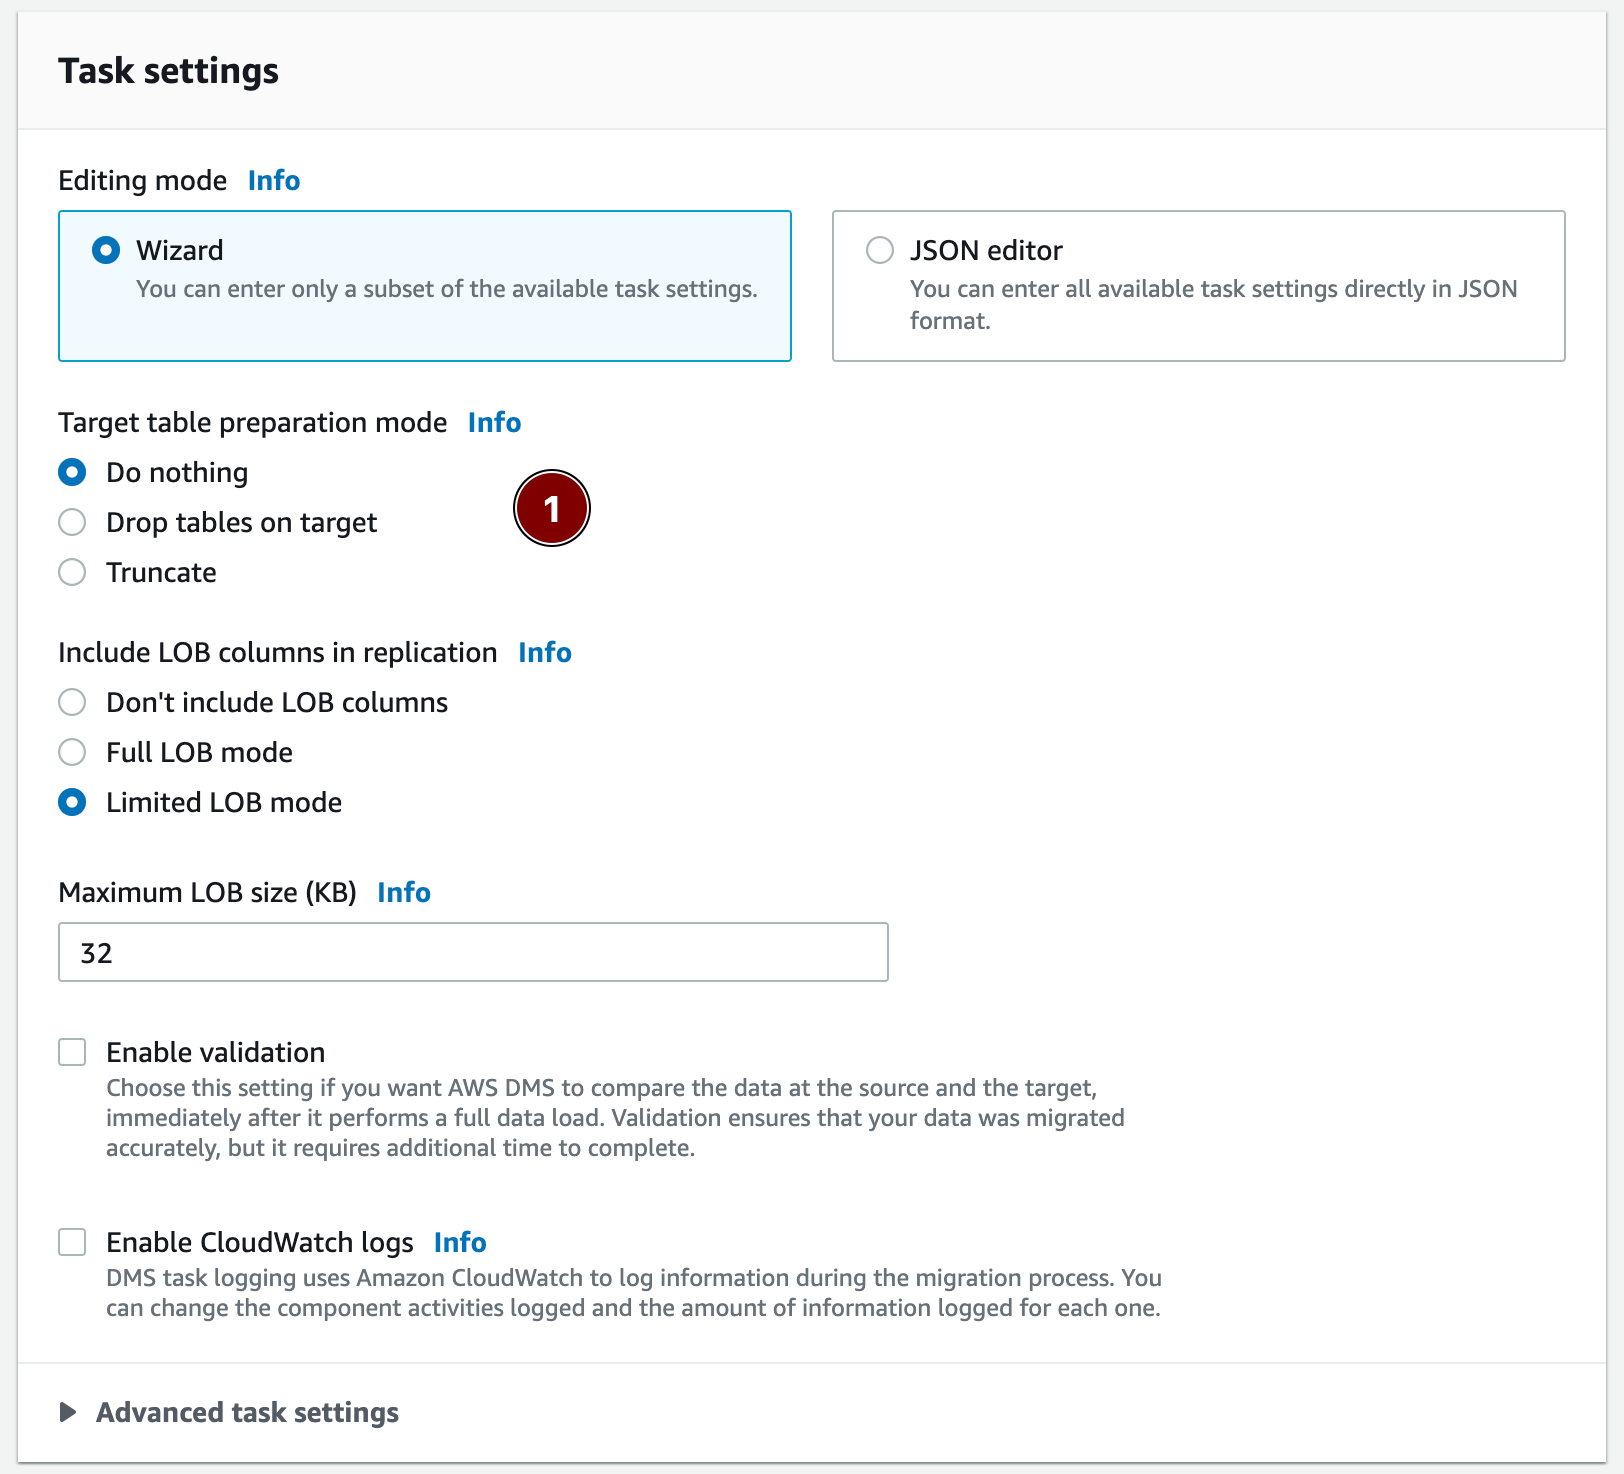 Task settings
Editing mode Info
Wizard
You can enter only a subset of the available task settings.
JSON editor
You can enter all available task settings directly in JSON
format.
Target table preparation mode Info
Do nothing
1
Drop tables on target
Truncate
Include LOB columns in replication Info
Don't include LOB columns
Full LOB mode
Limited LOB mode
Maximum LOB size (KB) Info
32
Enable validation
Choose this setting if you want AWS DMS to compare the data at the source and the target,
immediately after it performs a full data load. Validation ensures that your data was migrated
accurately, but it requires additional time to complete.
Enable CloudWatch logs Info
DMS task logging uses Amazon CloudWatch to log information during the migration process. You
can change the component activities logged and the amount of information logged for each one.
Advanced task settings